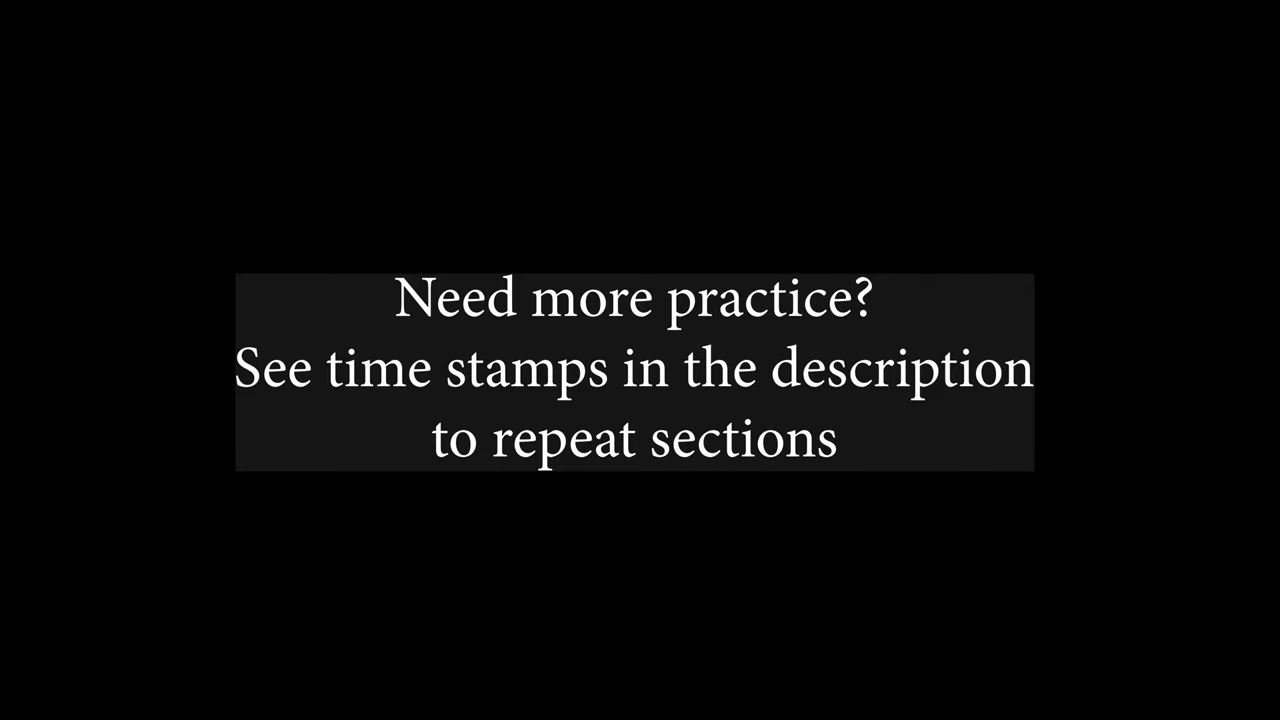 Need more practice?
See time stamps in the description
to repeat sections